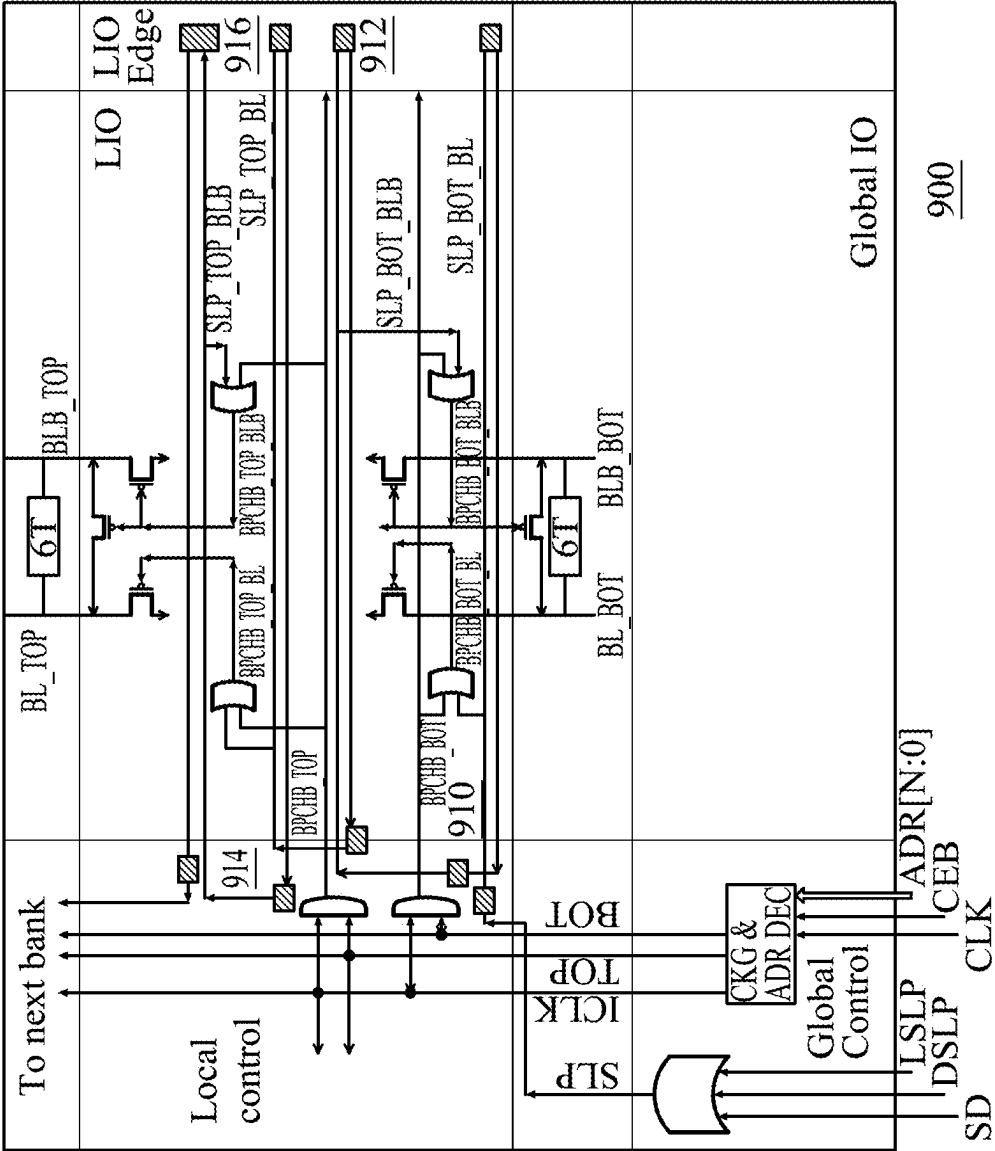 To next bank
Local
control
LIO
LIO
Edge
916
912
914
910
BL_TOP
BLB_TOP
6T
SLP_TOP_BLB
SLP_TOP_BL
BPCHB_TOP_BL
BPCHB_TOP_BLB
BPCHB_TOP
SLP_BOT_BLB
SLP_BOT_BL
BPCHB_BOT
BPCHB_BOT_BL
BPCHB_BOT_BLB
6T
BL_BOT
BLB_BOT
BOT
TOP
ICLK
SLP
CKG &
ADR DEC
Global
Control
Global IO
SD
DSLP
LSLP
CLK
CEB
ADR[N:0]
900